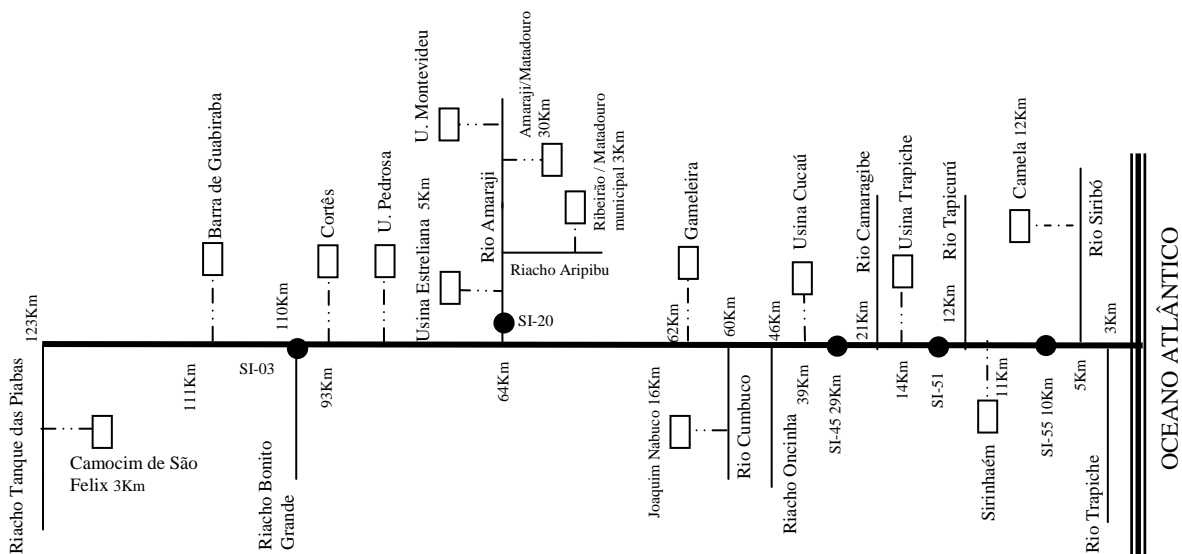 Riacho Tanque das Piabas
123Km
Camocim de São
Felix 3Km
111Km
Barra de Guabiraba
110Km
SI-03
Riacho Bonito
Grande
Cortês
93Km
U. Pedrosa
U. Montevideu
Usina Estreliana 5Km
Rio Amaraji
Amaraji/Matadouro
30Km
Ribeirão / Matadouro
municipal 3Km
Riacho Aripibu
SI-20
64Km
Gameleira
62Km
Joaquim Nabuco 16Km
60Km
Rio Cumbuco
46Km
Riacho Oncinha
Usina Cucaú
39Km
SI-45 29Km
Rio Camaragibe
21Km
Usina Trapiche
14Km
SI-51
Rio Tapicurú
12Km
Sirinhaém
11Km
SI-55 10Km
Camela 12Km
Rio Siribó
5Km
3Km
Rio Trapiche
OCEANO ATLÂNTICO